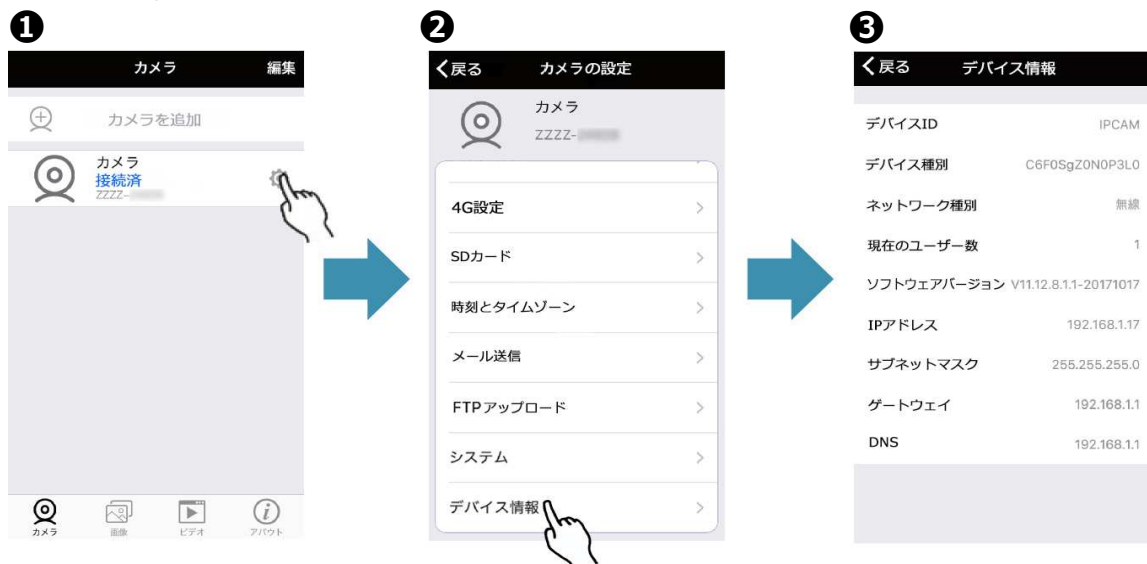 ❶
カメラ 編集
カメラを追加
カメラ
接続済
ZZZZ-
カメラ 画像 ビデオ アバウト
❷
戻る カメラの設定
カメラ
ZZZZ-
4G設定
SDカード
時刻とタイムゾーン
メール送信
FTPアップロード
システム
デバイス情報
❸
戻る デバイス情報
デバイスID IPCAM
デバイス種別 C6F0SgZ0N0P3L0
ネットワーク種別 無線
現在のユーザー数 1
ソフトウェアバージョン V11.12.8.1.1-20171017
IPアドレス 192.168.1.17
サブネットマスク 255.255.255.0
ゲートウェイ 192.168.1.1
DNS 192.168.1.1